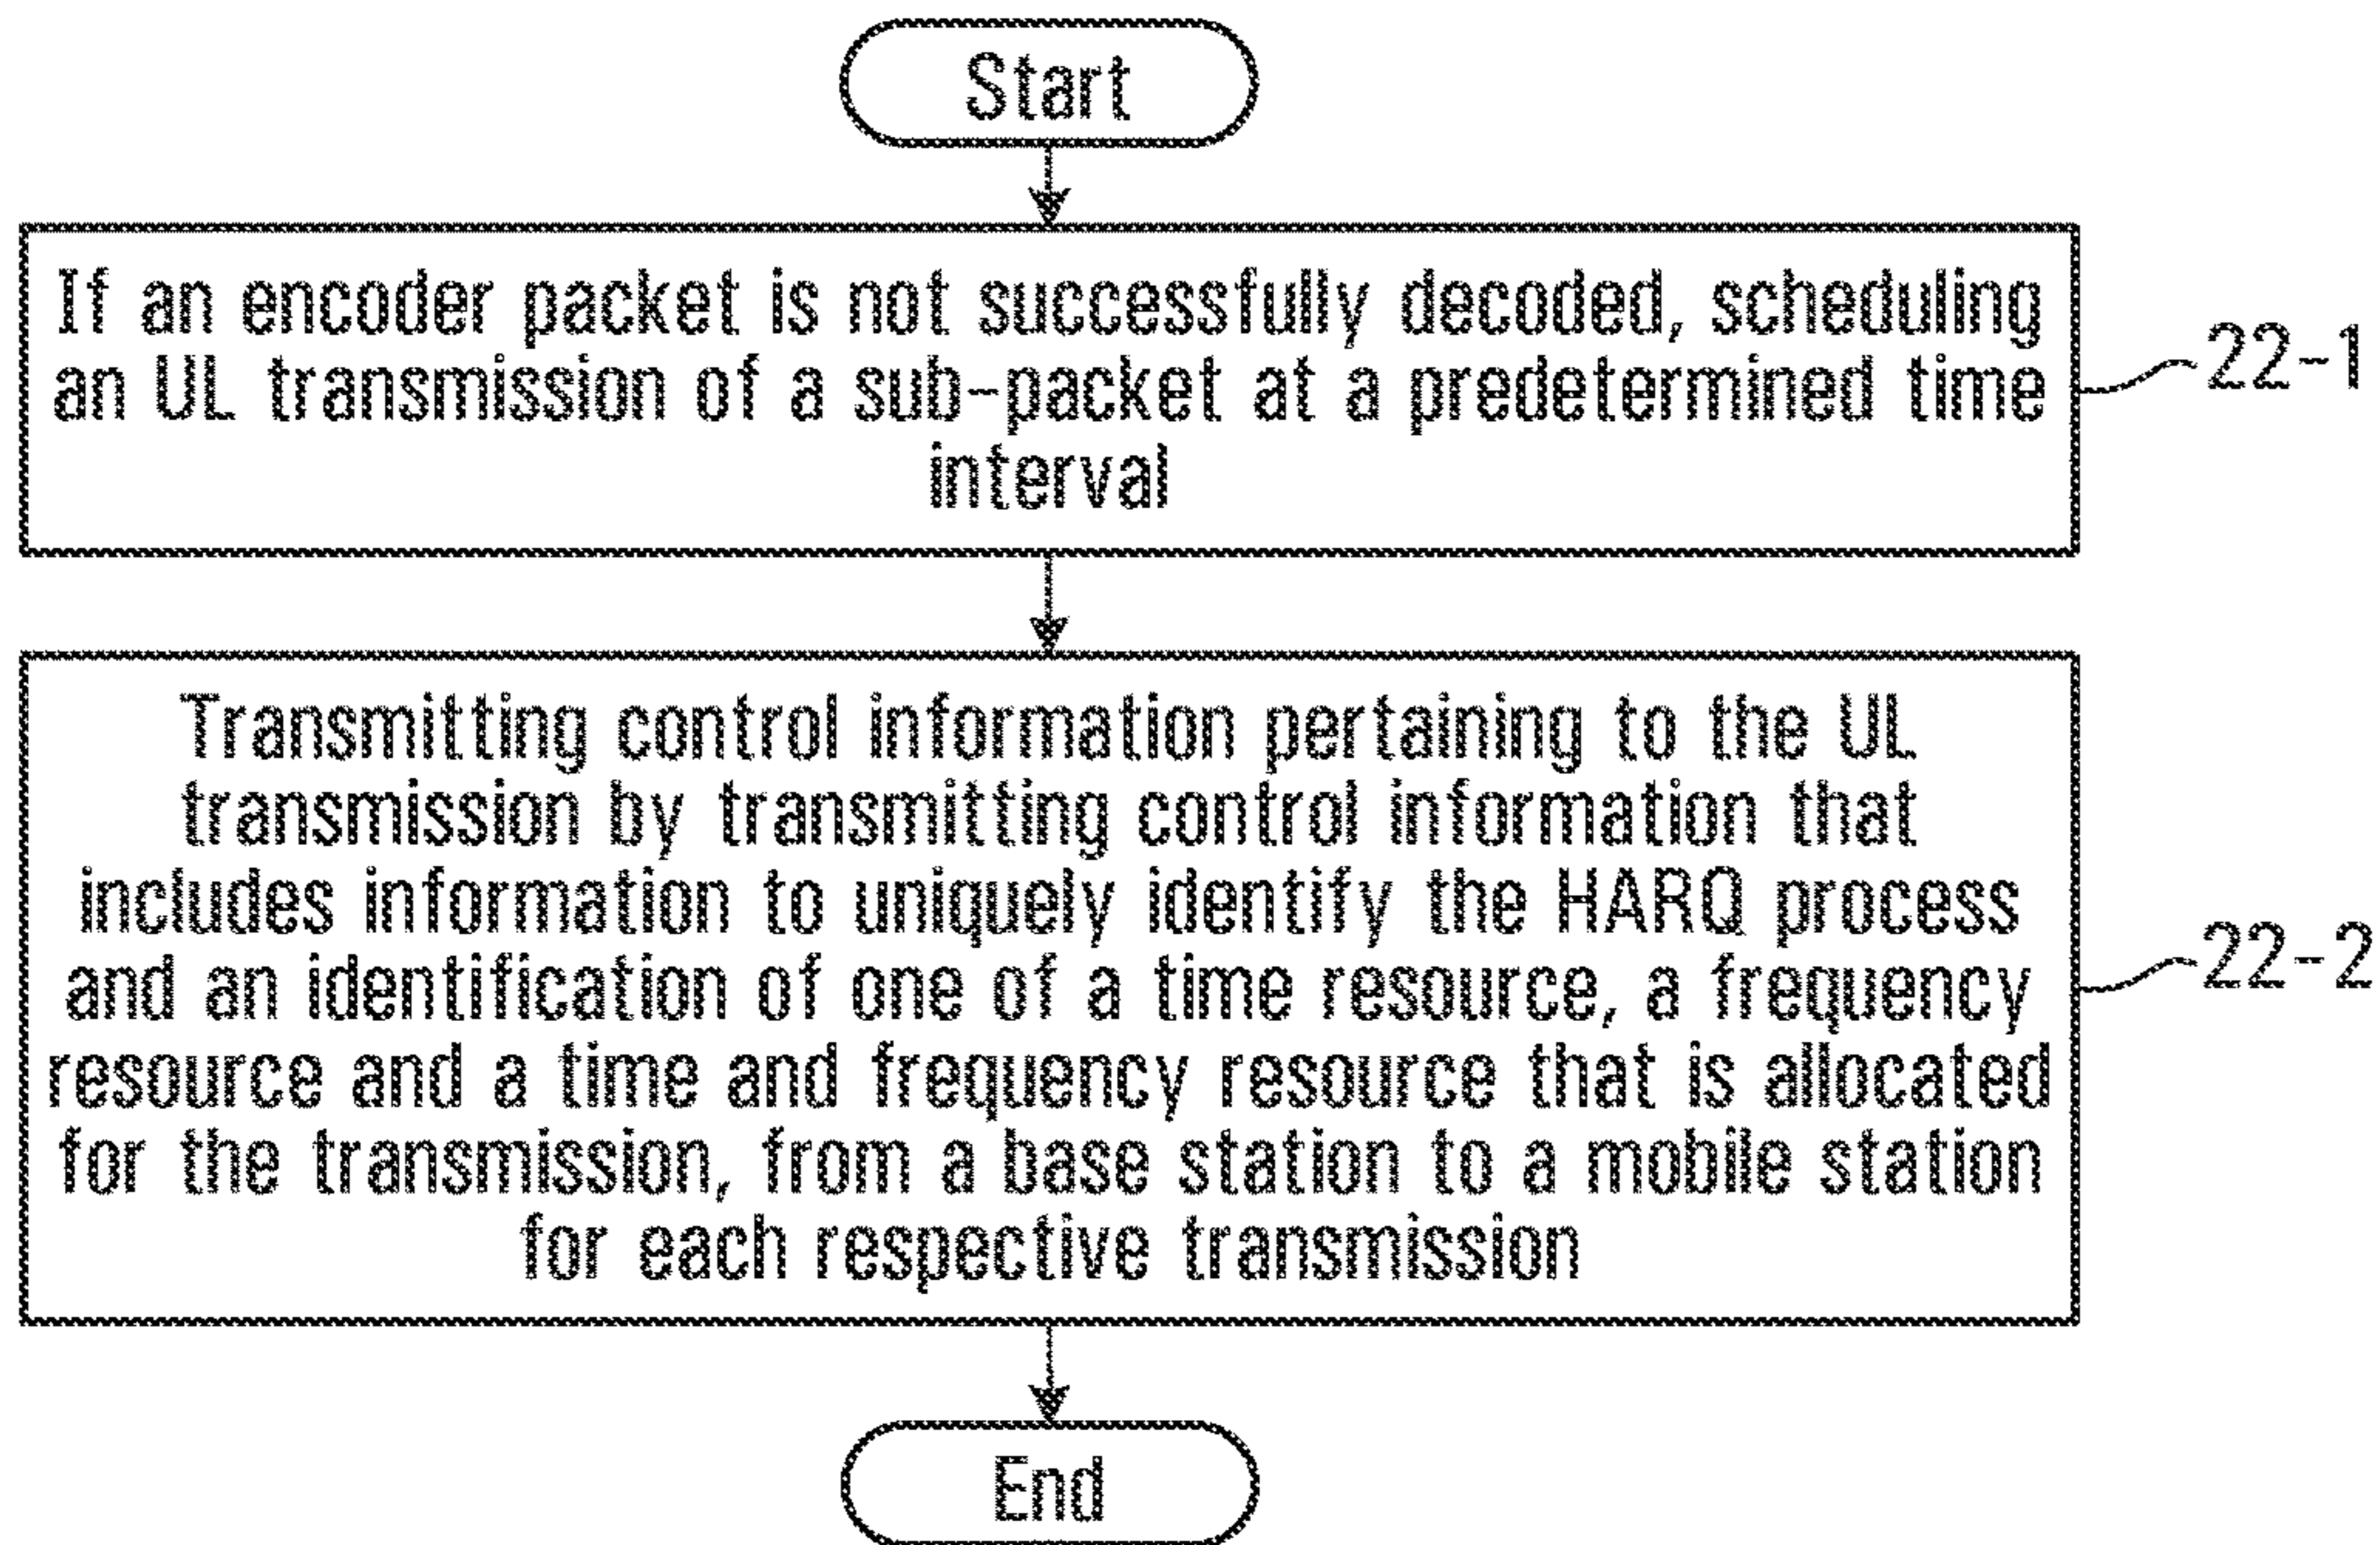 Start
If an encoder packet is not successfully decoded, scheduling
an UL transmission of a sub-packet at a predetermined time
interval
22-1
Transmitting control information pertaining to the UL
transmission by transmitting control information that
includes information to uniquely identify the HARQ process
and an identification of one of a time resource, a frequency
resource and a time and frequency resource that is allocated
for the transmission, from a base station to a mobile station
for each respective transmission
22-2
End